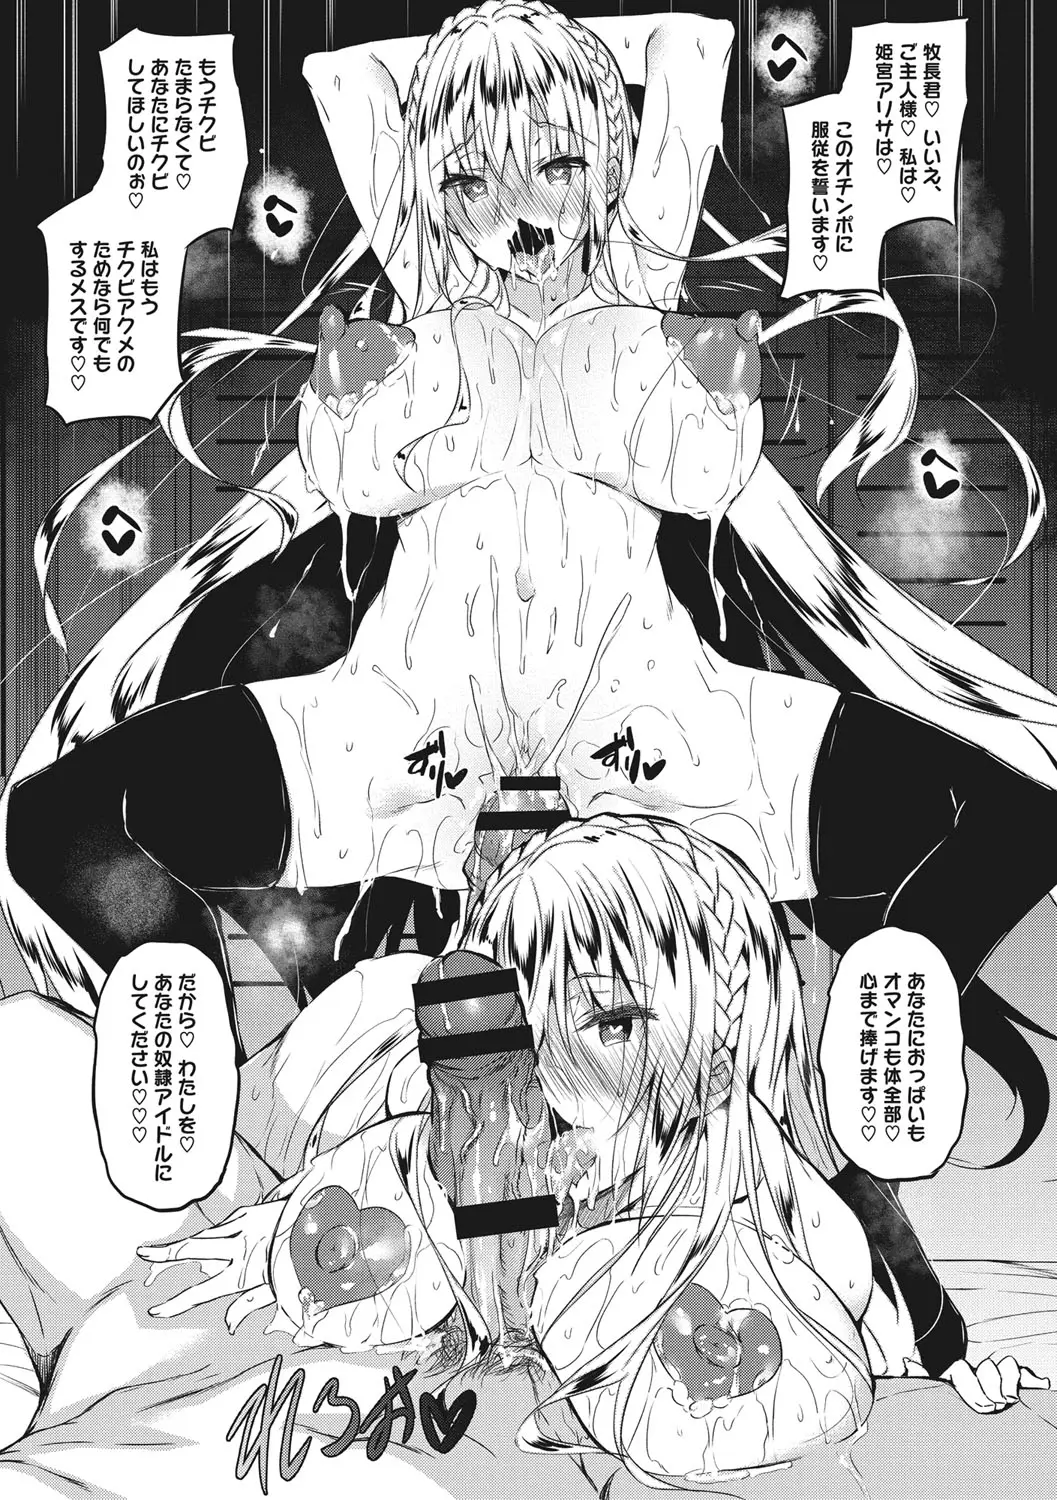 牧長君♡いいえ、
ご主人様♡私は♡
姫宮アリサは♡
このオチンポに
服従を誓います♡
もうチクビ
たまらなくて♡
あなたにチクビ
してほしいのぉ♡
私はもう
チクビアクメの
ためなら何でも
するメスです♡♡
あなたにおっぱいも
オマンコも体全部♡
心まで捧げます♡♡
だから♡わたしを♡
あなたの奴隷アイドルに
してください♡♡♡
へ♡
へ♡
へ♡
へ♡
ずり♡
ずり♡
れろお♡